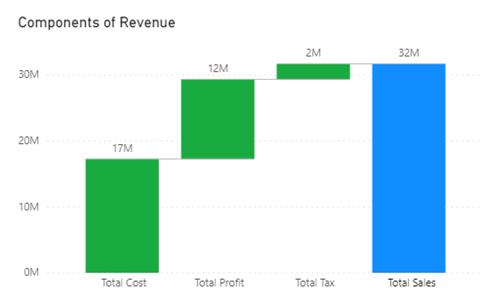 Components of Revenue
2M
32M
12M
30M
20M
17M
10M
0M
Total Cost
Total Profit
Total Tax
Total Sales